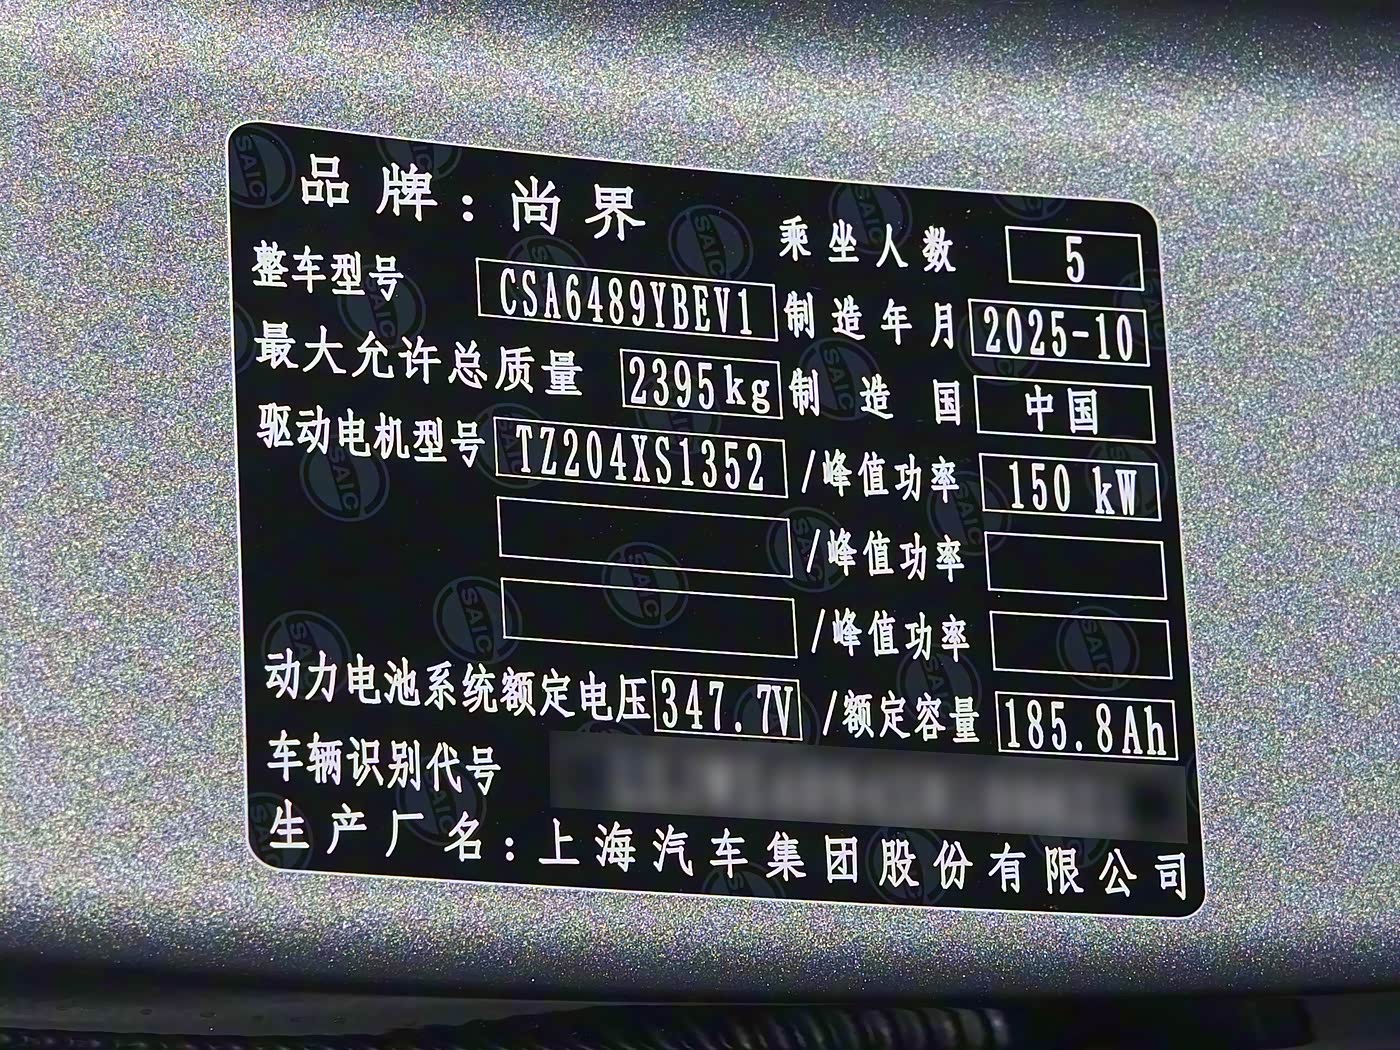 品牌：尚界 乘坐人数 5
整车型号 CSA6489YBEV1 制造年月 2025-10
最大允许总质量 2395kg 制造国 中国
驱动电机型号 TZ204XS1352 /峰值功率 150 kW
/峰值功率
/峰值功率
动力电池系统额定电压 347.7V /额定容量 185.8Ah
车辆识别代号
生产厂名：上海汽车集团股份有限公司